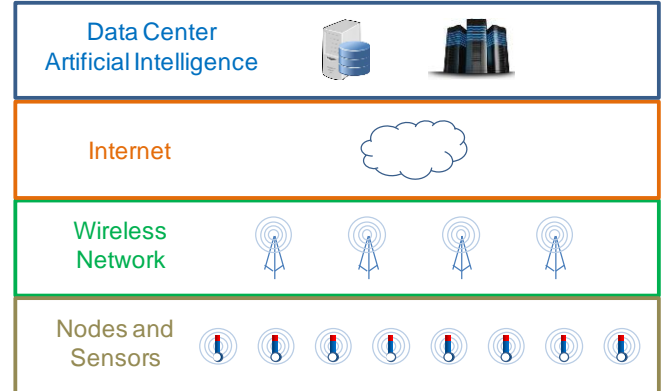 Data Center
Artificial Intelligence
Internet
Wireless
Network
Nodes and
Sensors